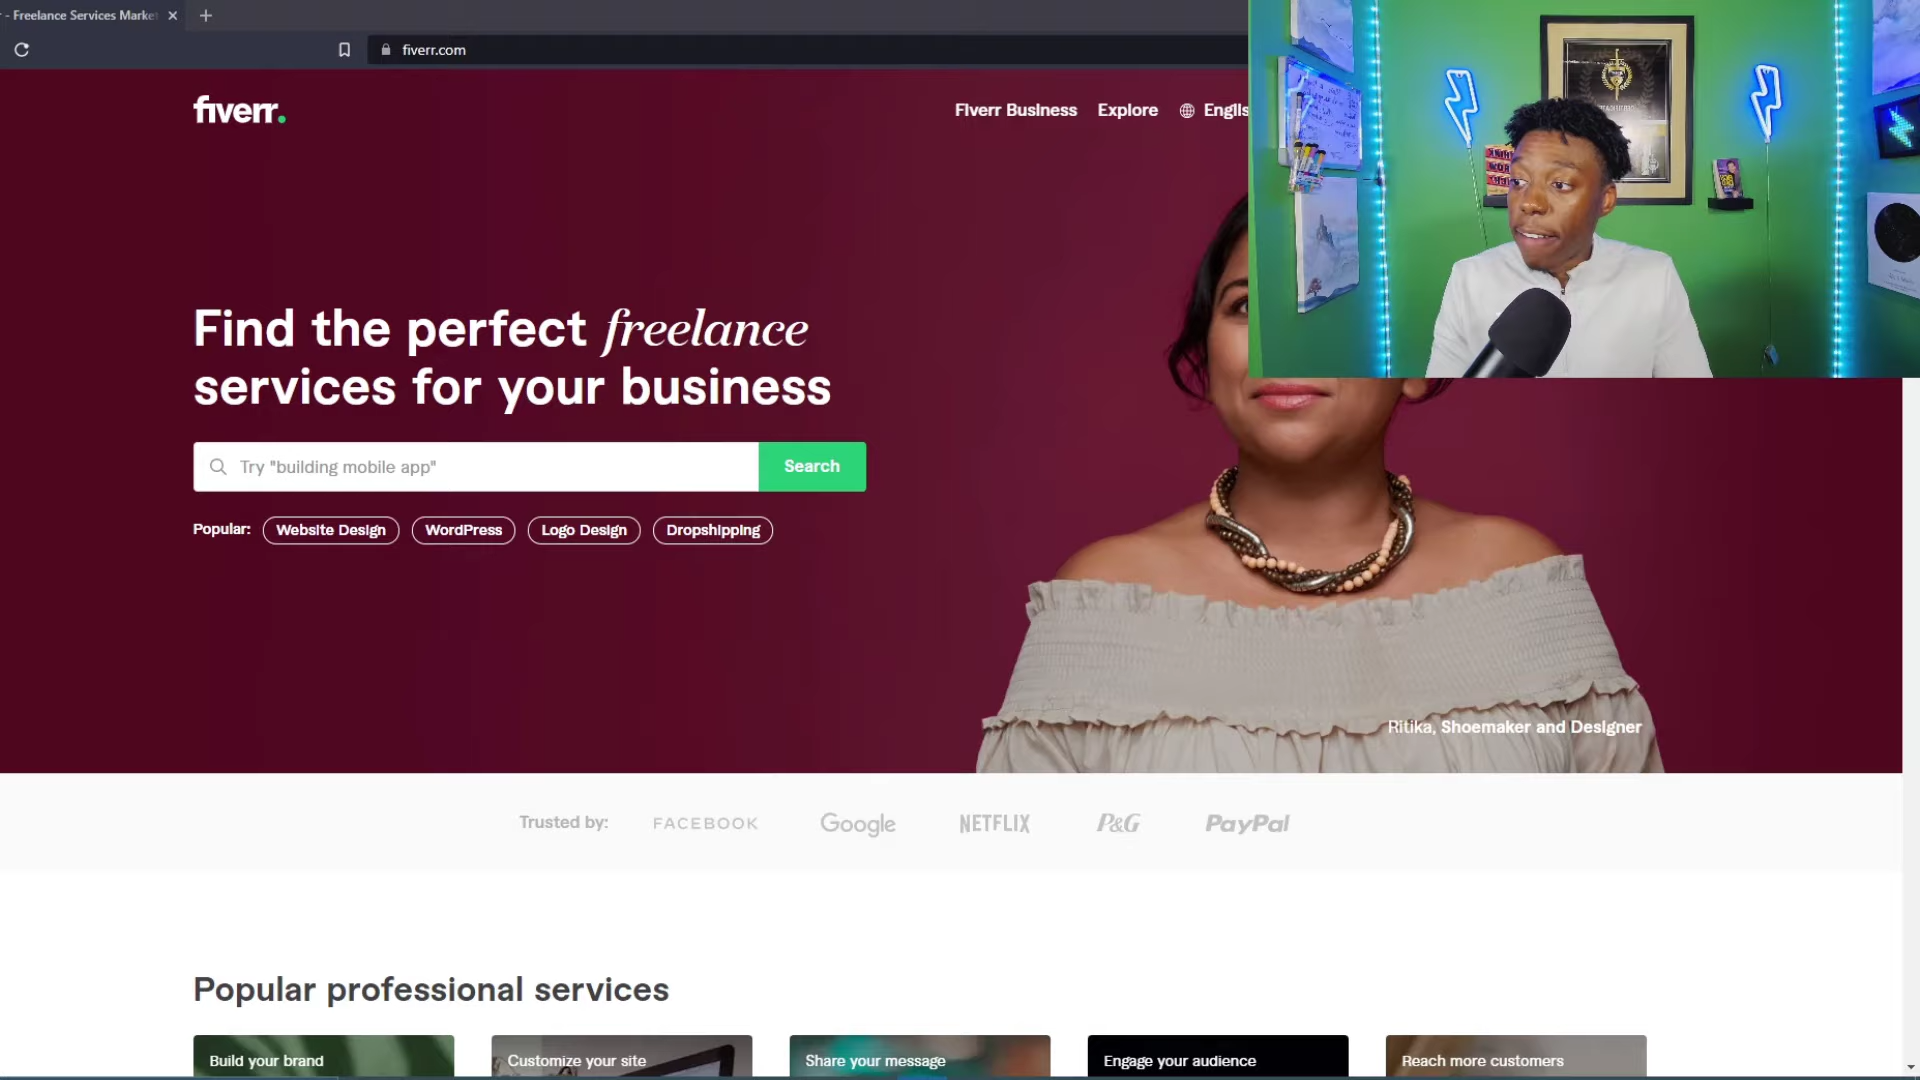 - Freelance Services Marke
fiverr.com
fiverr.
Fiverr Business Explore Englis
Find the perfect freelance
services for your business
Try "building mobile app"
Search
Popular: Website Design WordPress Logo Design Dropshipping
Ritika, Shoemaker and Designer
Trusted by: FACEBOOK Google NETFLIX P&G PayPal
Popular professional services
Build your brand
Customize your site
Share your message
Engage your audience
Reach more customers